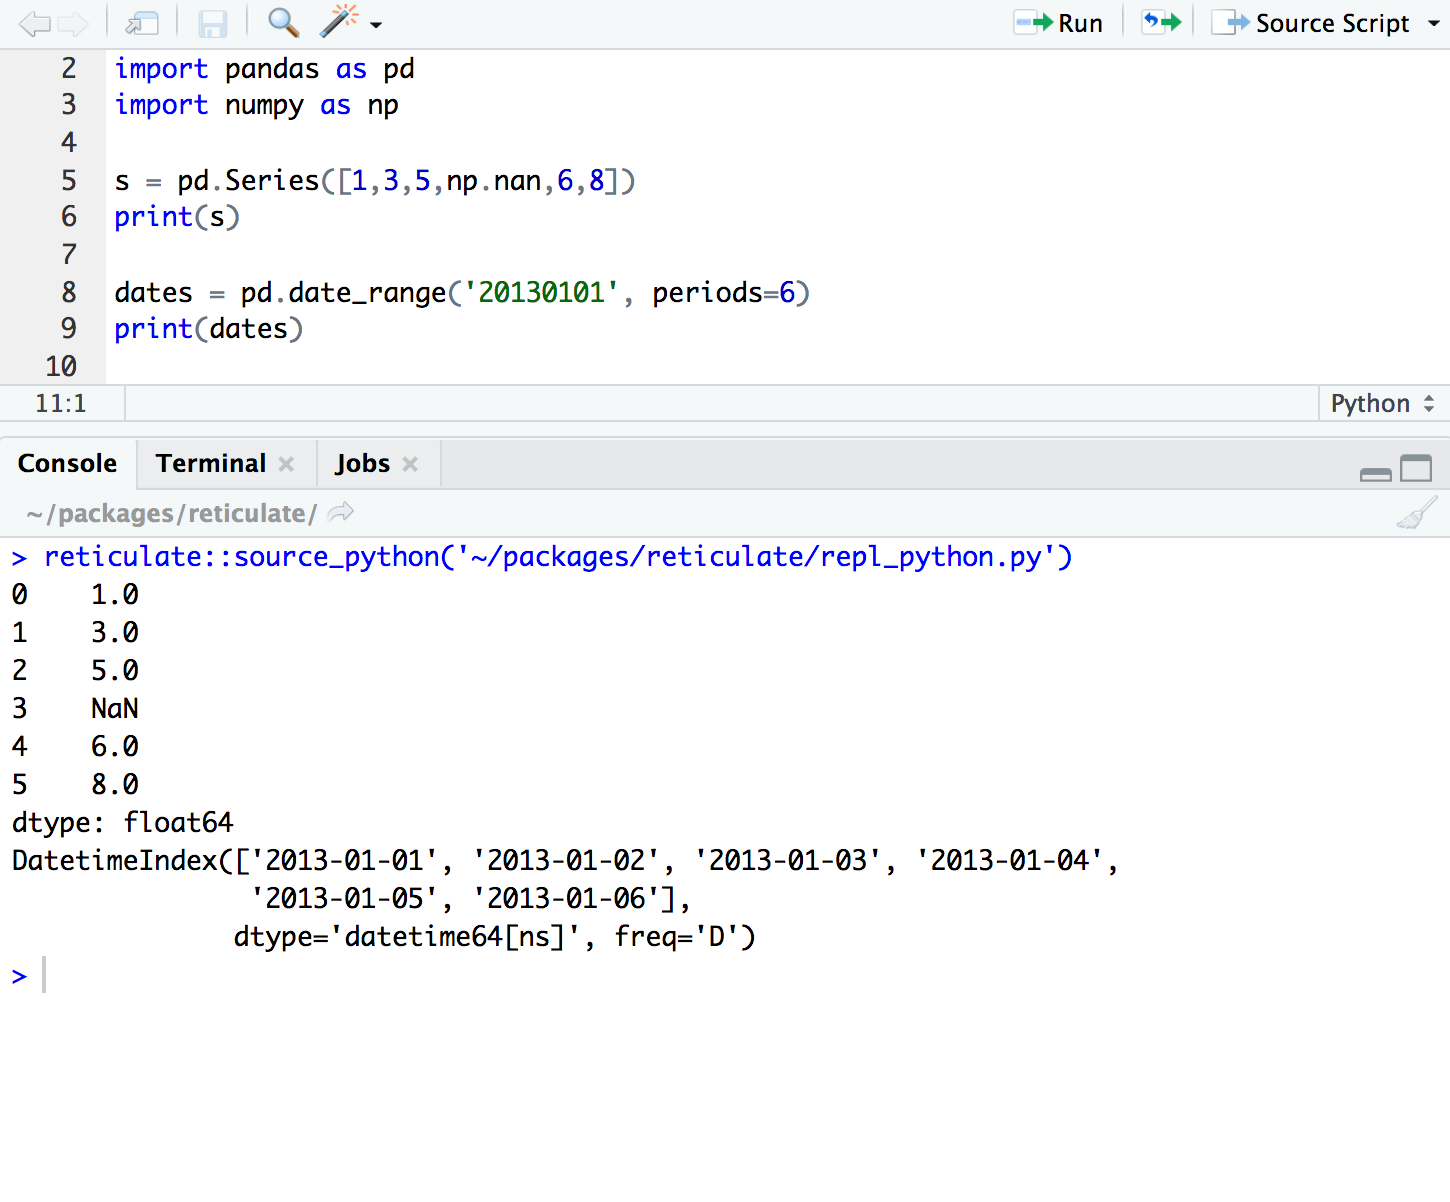 Run Source Script
2 import pandas as pd
3 import numpy as np
4
5 s = pd.Series([1,3,5,np.nan,6,8])
6 print(s)
7
8 dates = pd.date_range('20130101', periods=6)
9 print(dates)
10
11:1 Python
Console Terminal Jobs
~/packages/reticulate/
> reticulate::source_python('~/packages/reticulate/repl_python.py')
0    1.0
1    3.0
2    5.0
3    NaN
4    6.0
5    8.0
dtype: float64
DatetimeIndex(['2013-01-01', '2013-01-02', '2013-01-03', '2013-01-04',
               '2013-01-05', '2013-01-06'],
              dtype='datetime64[ns]', freq='D')
>